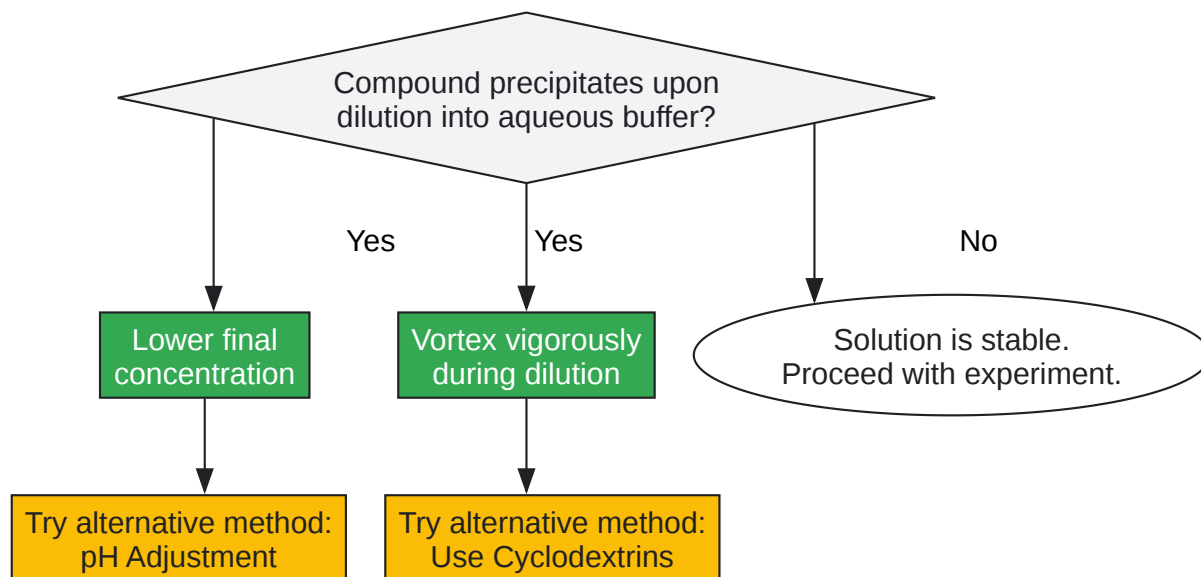 Compound precipitates upon
dilution into aqueous buffer?
Yes
Yes
No
Lower final
concentration
Vortex vigorously
during dilution
Solution is stable.
Proceed with experiment.
Try alternative method:
pH Adjustment
Try alternative method:
Use Cyclodextrins